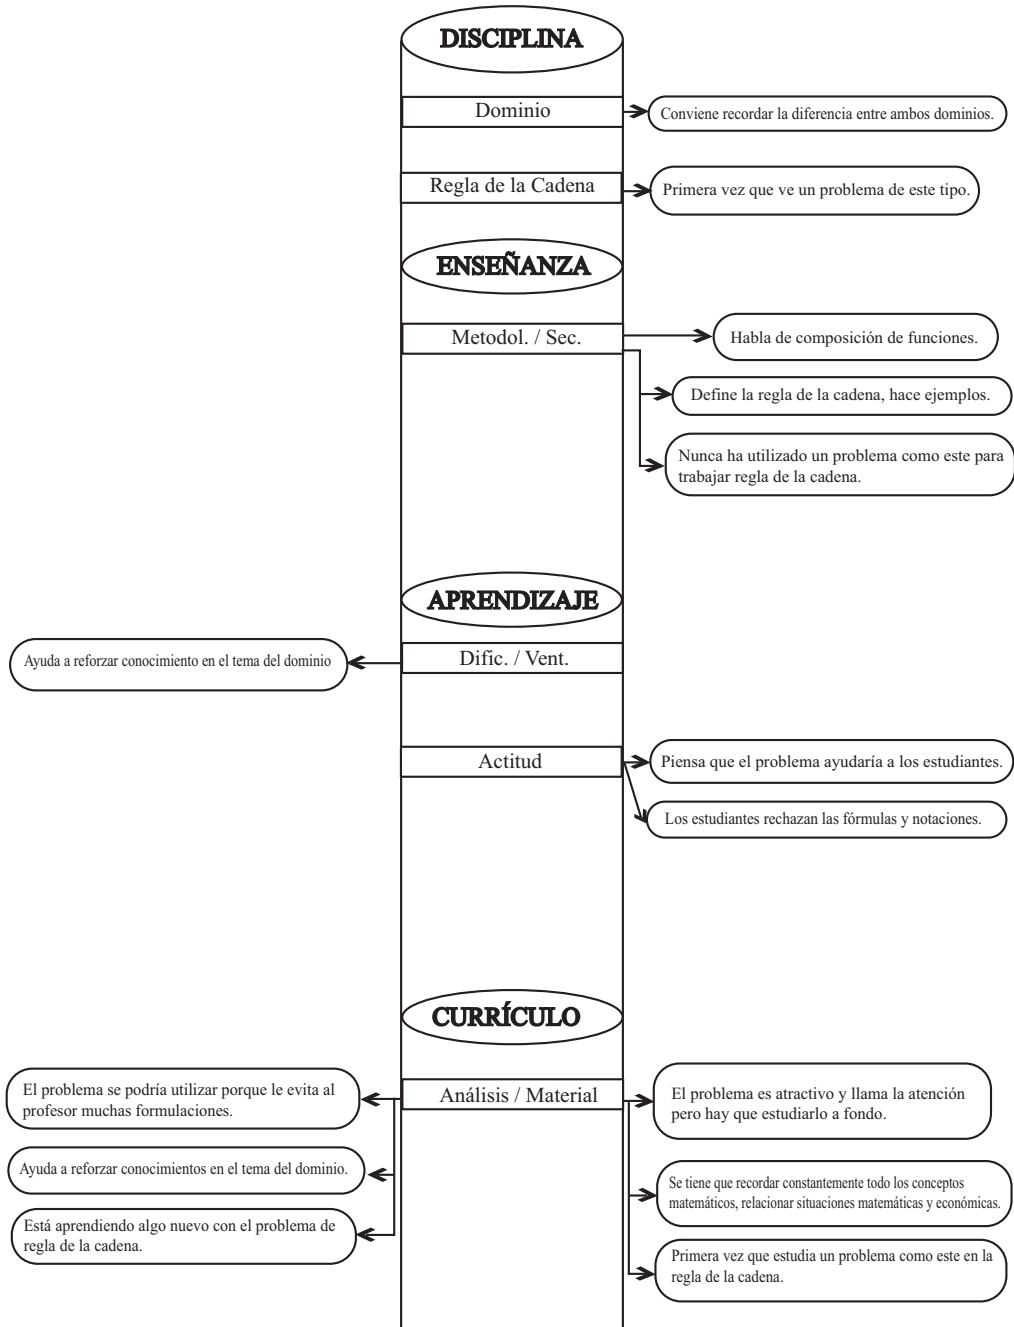 DISCIPLINA
Dominio
Conviene recordar la diferencia entre ambos dominios.
Regla de la Cadena
Primera vez que ve un problema de este tipo.
ENSEÑANZA
Metodol. / Sec.
Habla de composición de funciones.
Define la regla de la cadena, hace ejemplos.
Nunca ha utilizado un problema como este para
trabajar regla de la cadena.
APRENDIZAJE
Ayuda a reforzar conocimiento en el tema del dominio
Dific. / Vent.
Actitud
Piensa que el problema ayudaría a los estudiantes.
Los estudiantes rechazan las fórmulas y notaciones.
CURRÍCULO
Análisis / Material
El problema se podría utilizar porque le evita al
profesor muchas formulaciones.
Ayuda a reforzar conocimientos en el tema del dominio.
Está aprendiendo algo nuevo con el problema de
regla de la cadena.
El problema es atractivo y llama la atención
pero hay que estudiarlo a fondo.
Se tiene que recordar constantemente todo los conceptos
matemáticos, relacionar situaciones matemáticas y económicas.
Primera vez que estudia un problema como este en la
regla de la cadena.